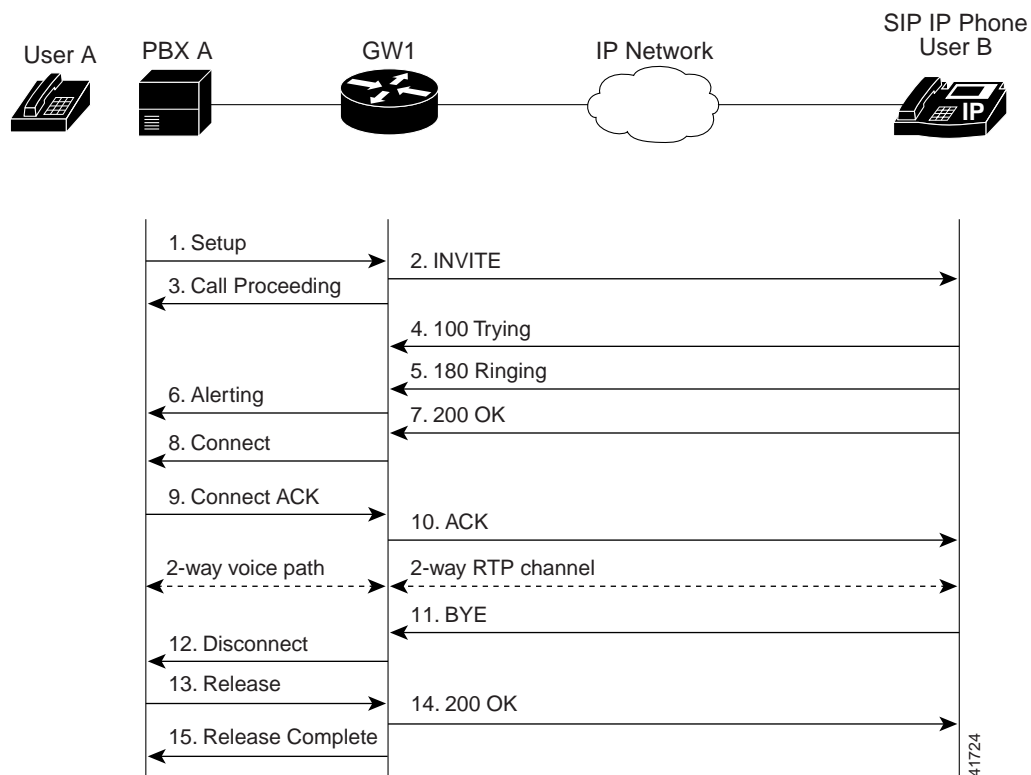 User A
PBX A
GW1
IP Network
SIP IP Phone
User B
IP
1. Setup
2. INVITE
3. Call Proceeding
4. 100 Trying
5. 180 Ringing
6. Alerting
7. 200 OK
8. Connect
9. Connect ACK
10. ACK
2-way voice path
2-way RTP channel
11. BYE
12. Disconnect
13. Release
14. 200 OK
15. Release Complete
41724